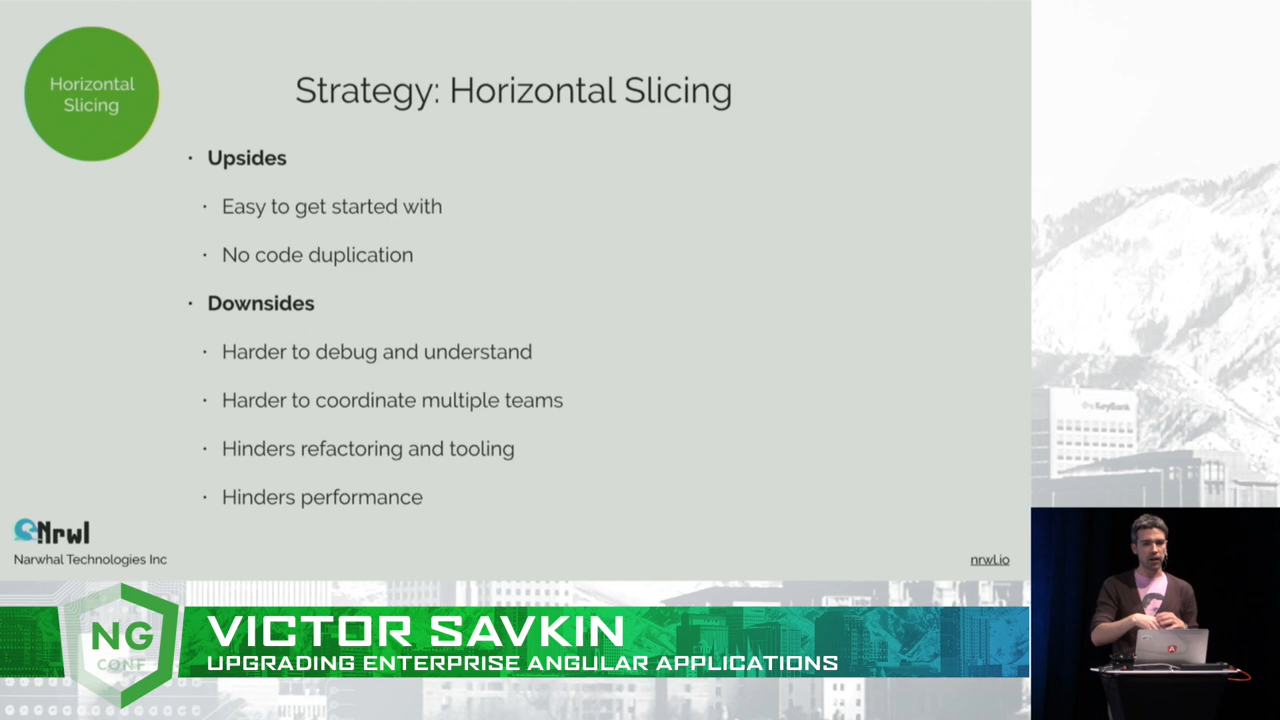 Horizontal
Slicing
Strategy: Horizontal Slicing
· Upsides
· Easy to get started with
· No code duplication
· Downsides
· Harder to debug and understand
· Harder to coordinate multiple teams
· Hinders refactoring and tooling
· Hinders performance
Nrwl
Narwhal Technologies Inc
nrwl.io
KeyBank
NG
CONF
VICTOR SAVKIN
UPGRADING ENTERPRISE ANGULAR APPLICATIONS